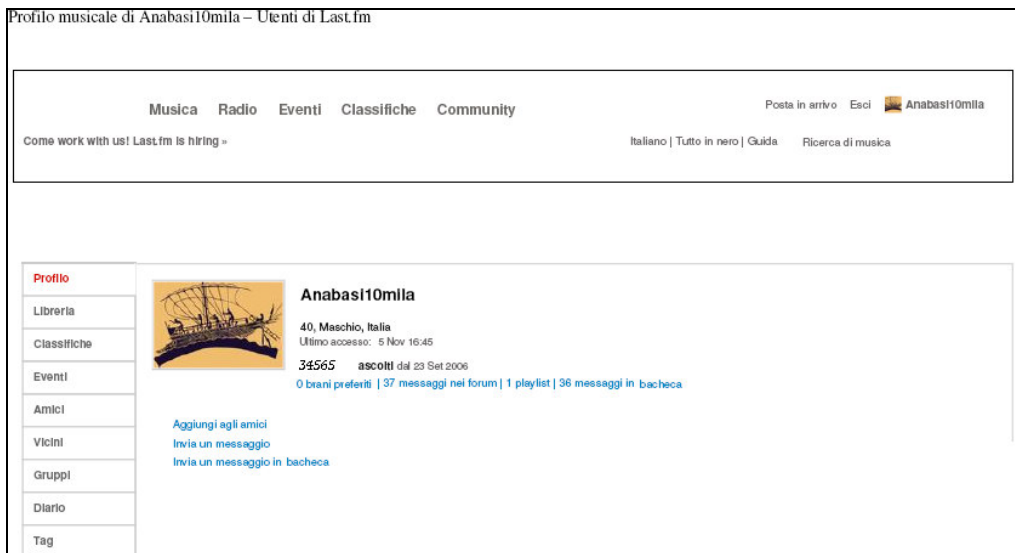 Profilo musicale di Anabasi10mila – Utenti di Last.fm
Musica Radio Eventi Classifiche Community
Posta in arrivo Esci Anabasi10mila
Come work with us! Last.fm is hiring »
Italiano | Tutto in nero | Guida Ricerca di musica
Profilo
Libreria
Classifiche
Eventi
Amici
Vicini
Gruppi
Diario
Tag
Anabasi10mila
40, Maschio, Italia
Ultimo accesso: 5 Nov 16:45
34565 ascolti dal 23 Set 2006
0 brani preferiti | 37 messaggi nei forum | 1 playlist | 36 messaggi in bacheca
Aggiungi agli amici
Invia un messaggio
Invia un messaggio in bacheca